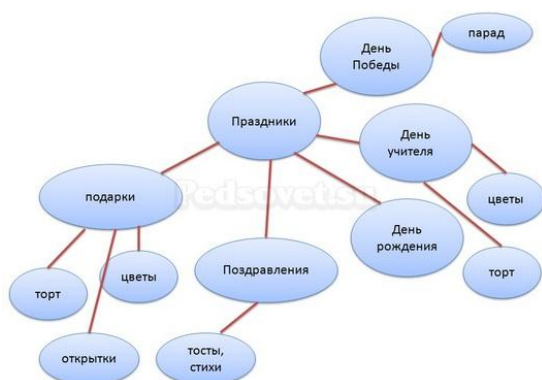 парад
День
Победы
Праздники
День
учителя
подарки
Pedsovet.su
цветы
День
рождения
Поздравления
цветы
торт
торт
открытки
тосты,
стихи